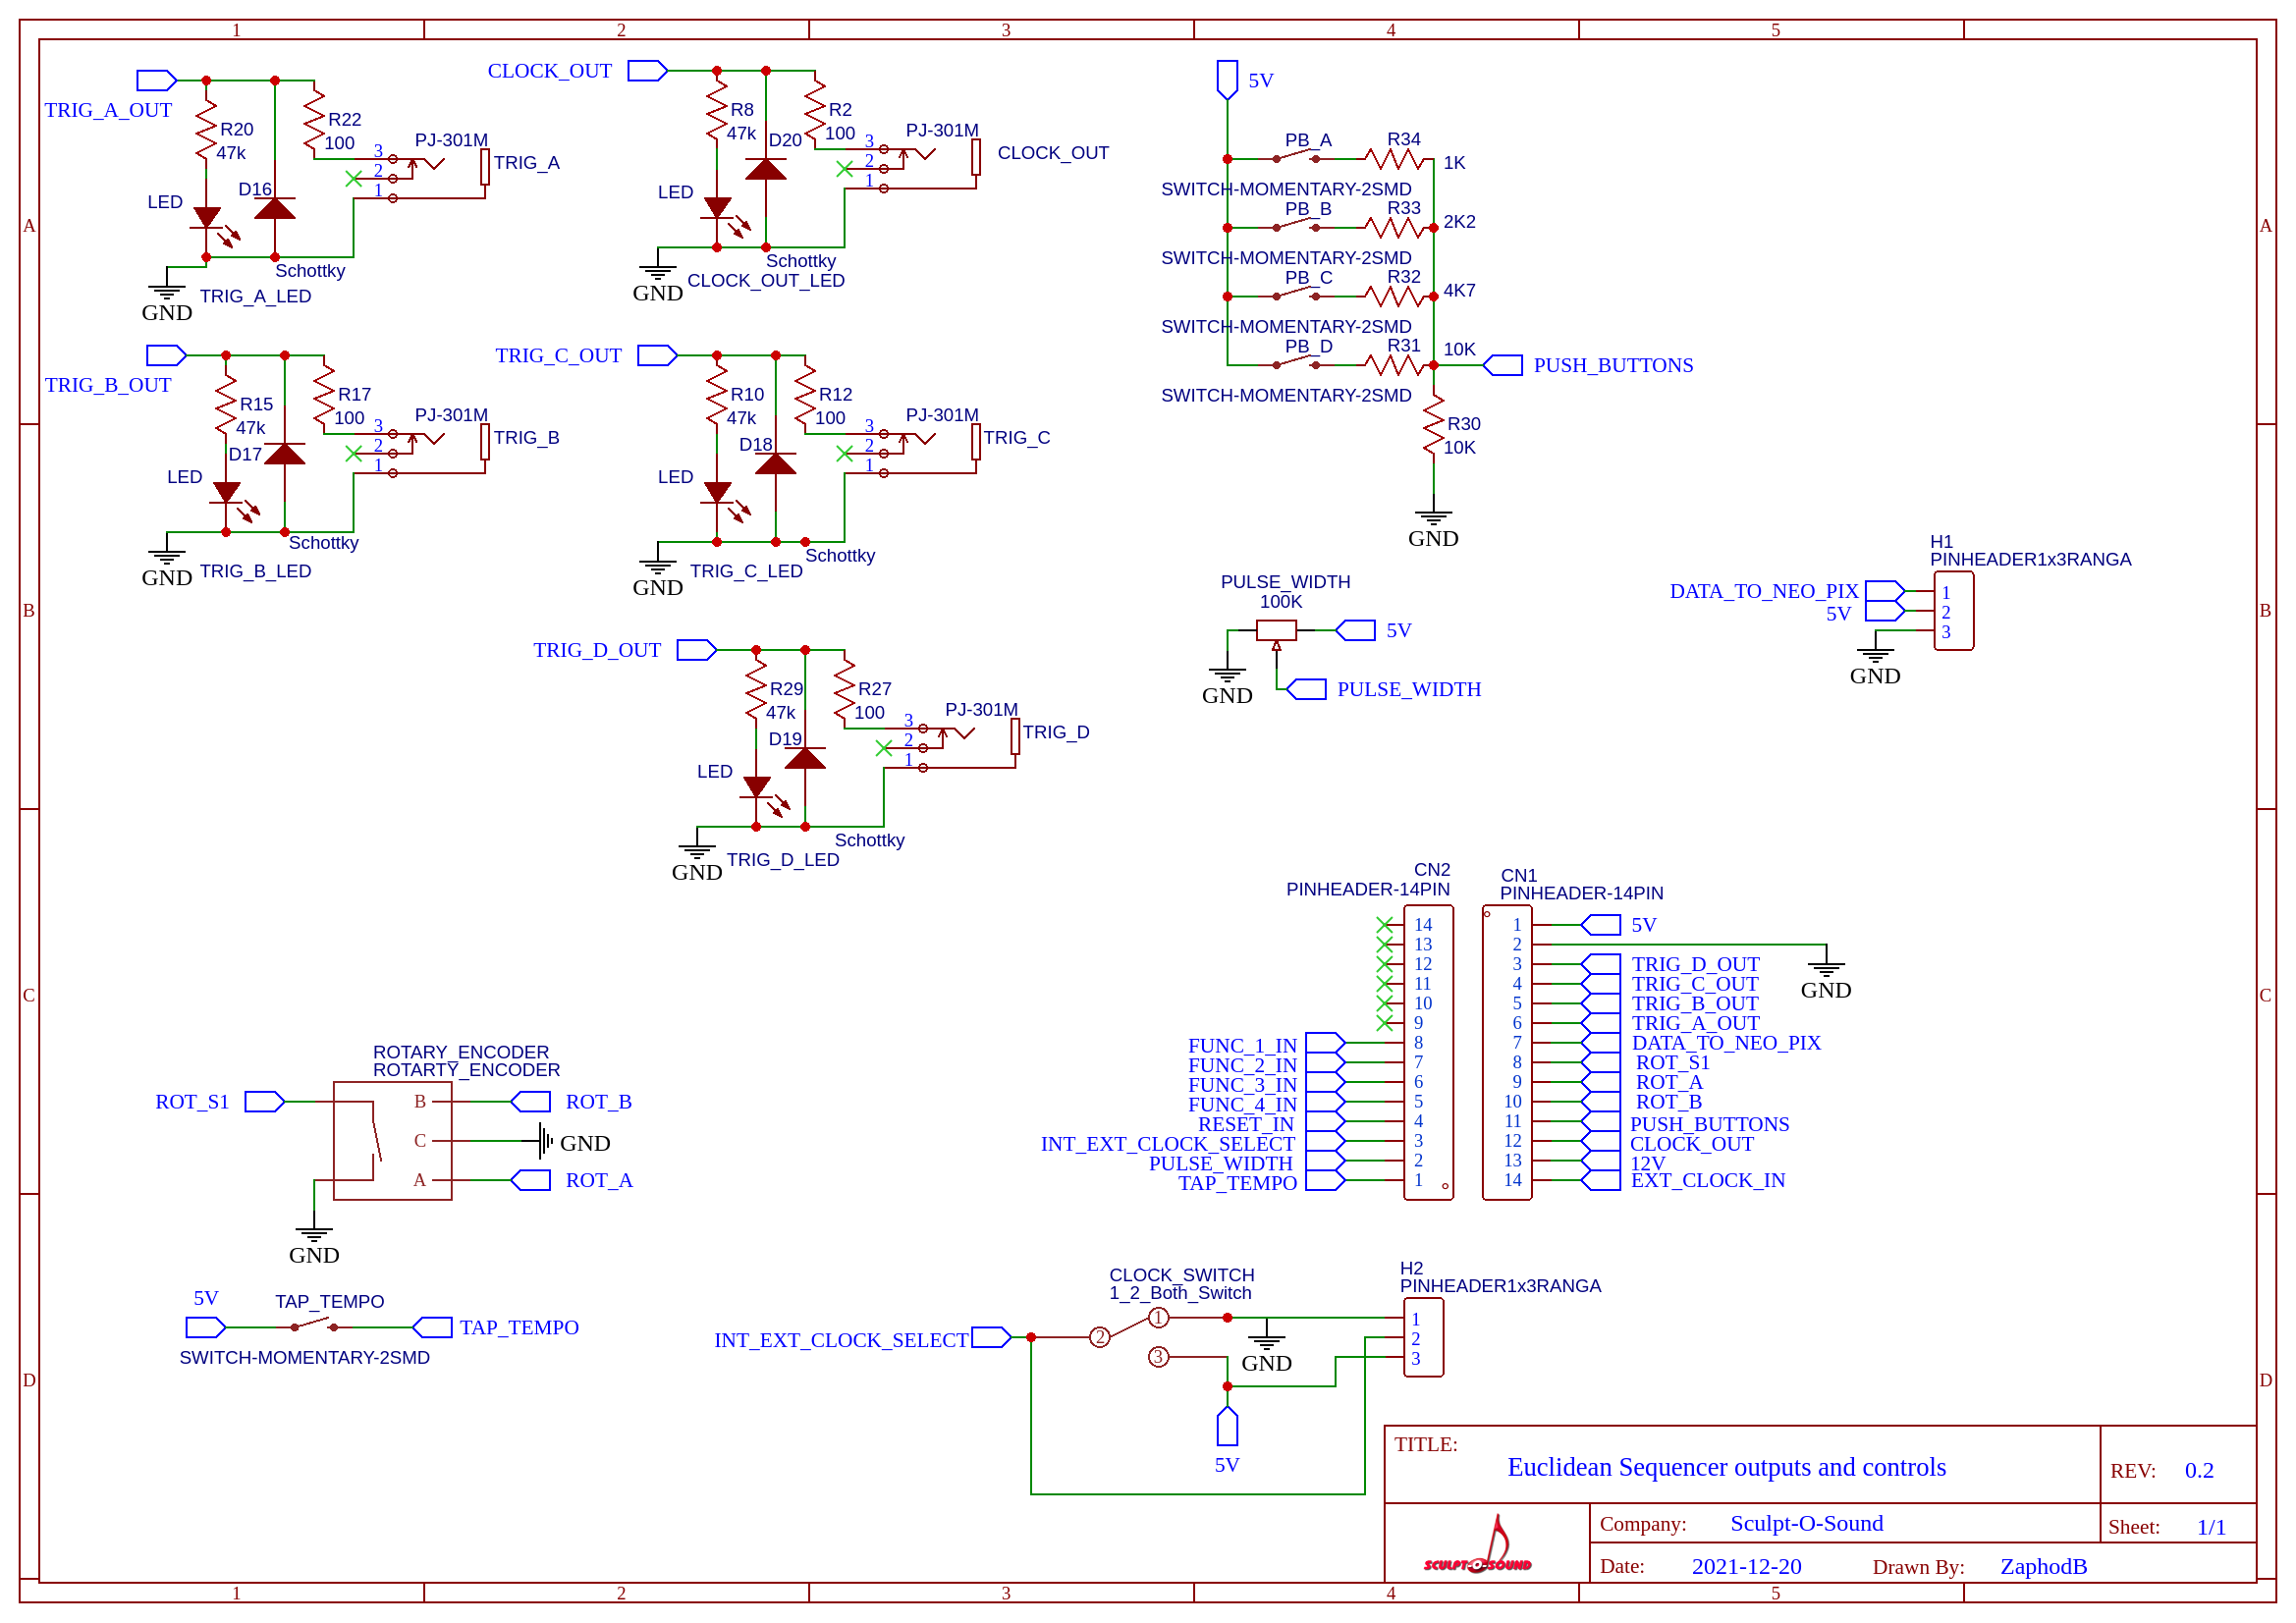 1 2 3 4 5
A
B
C
D
A
B
C
D
TRIG_A_OUT
R20
47k
R22
100
PJ-301M
3
2
1
TRIG_A
LED
D16
Schottky
GND
TRIG_A_LED
CLOCK_OUT
R8
47k
D20
R2
100
PJ-301M
3
2
1
CLOCK_OUT
LED
Schottky
GND
CLOCK_OUT_LED
TRIG_B_OUT
R15
47k
R17
100
PJ-301M
3
2
1
TRIG_B
D17
LED
Schottky
GND
TRIG_B_LED
TRIG_C_OUT
R10
47k
R12
100
PJ-301M
3
2
1
TRIG_C
D18
LED
Schottky
GND
TRIG_C_LED
TRIG_D_OUT
R29
47k
R27
100
PJ-301M
3
2
1
TRIG_D
D19
LED
Schottky
GND
TRIG_D_LED
5V
PB_A
R34
1K
SWITCH-MOMENTARY-2SMD
PB_B
R33
2K2
SWITCH-MOMENTARY-2SMD
PB_C
R32
4K7
SWITCH-MOMENTARY-2SMD
PB_D
R31
10K
PUSH_BUTTONS
SWITCH-MOMENTARY-2SMD
R30
10K
GND
PULSE_WIDTH
100K
5V
GND
PULSE_WIDTH
H1
PINHEADER1x3RANGA
DATA_TO_NEO_PIX
5V
1
2
3
GND
CN2
PINHEADER-14PIN
14
13
12
11
10
9
FUNC_1_IN 8
FUNC_2_IN 7
FUNC_3_IN 6
FUNC_4_IN 5
RESET_IN 4
INT_EXT_CLOCK_SELECT 3
PULSE_WIDTH 2
TAP_TEMPO 1
CN1
PINHEADER-14PIN
1 5V
2
GND
3 TRIG_D_OUT
4 TRIG_C_OUT
5 TRIG_B_OUT
6 TRIG_A_OUT
7 DATA_TO_NEO_PIX
8 ROT_S1
9 ROT_A
10 ROT_B
11 PUSH_BUTTONS
12 CLOCK_OUT
13 12V
14 EXT_CLOCK_IN
ROTARY_ENCODER
ROTARTY_ENCODER
ROT_S1
B ROT_B
C GND
A ROT_A
GND
5V
TAP_TEMPO
TAP_TEMPO
SWITCH-MOMENTARY-2SMD
CLOCK_SWITCH
1_2_Both_Switch
INT_EXT_CLOCK_SELECT
2
1
3
GND
5V
H2
PINHEADER1x3RANGA
1
2
3
TITLE:
Euclidean Sequencer outputs and controls
REV: 0.2
SCULPT-O-SOUND
Company: Sculpt-O-Sound
Sheet: 1/1
Date: 2021-12-20 Drawn By: ZaphodB
1 2 3 4 5